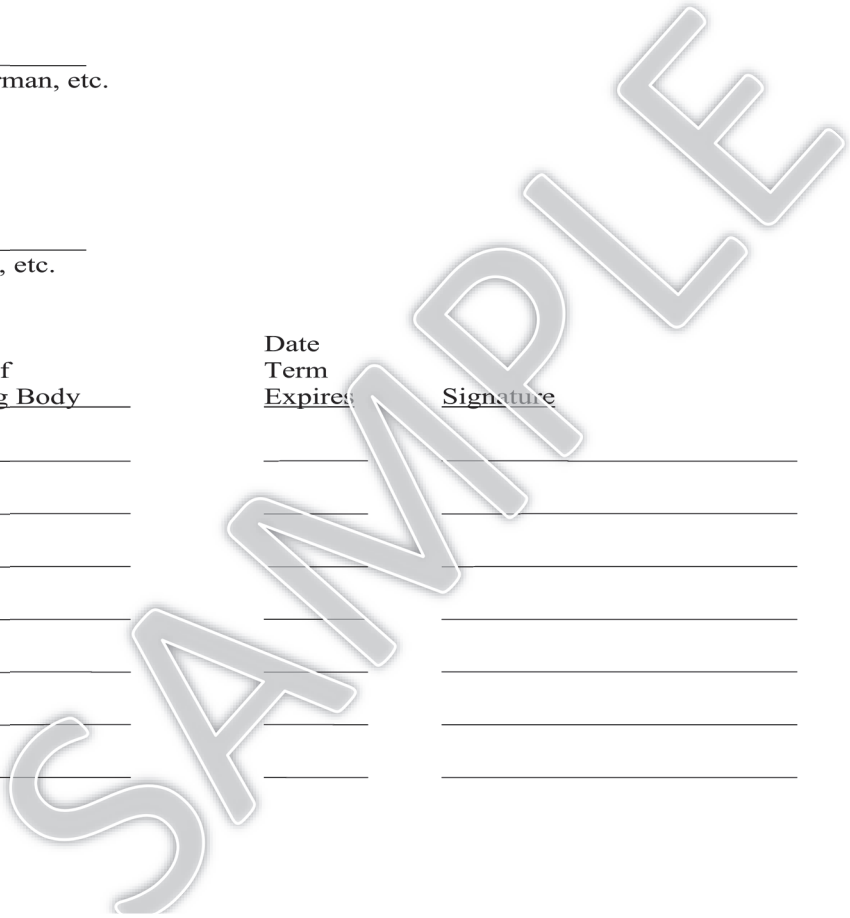 rman, etc.
, etc.
Date
f Term
g Body Expires Signature
SAMPLE